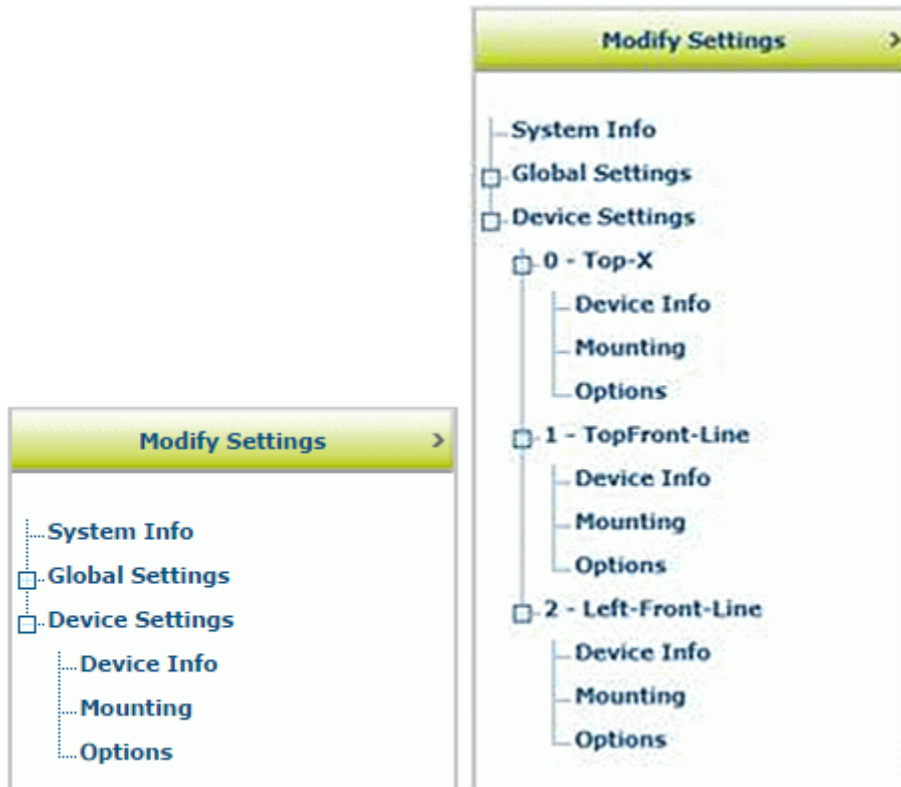 Modify Settings >
System Info
Global Settings
Device Settings
Device Info
Mounting
Options
Modify Settings >
System Info
Global Settings
Device Settings
0 - Top-X
Device Info
Mounting
Options
1 - TopFront-Line
Device Info
Mounting
Options
2 - Left-Front-Line
Device Info
Mounting
Options